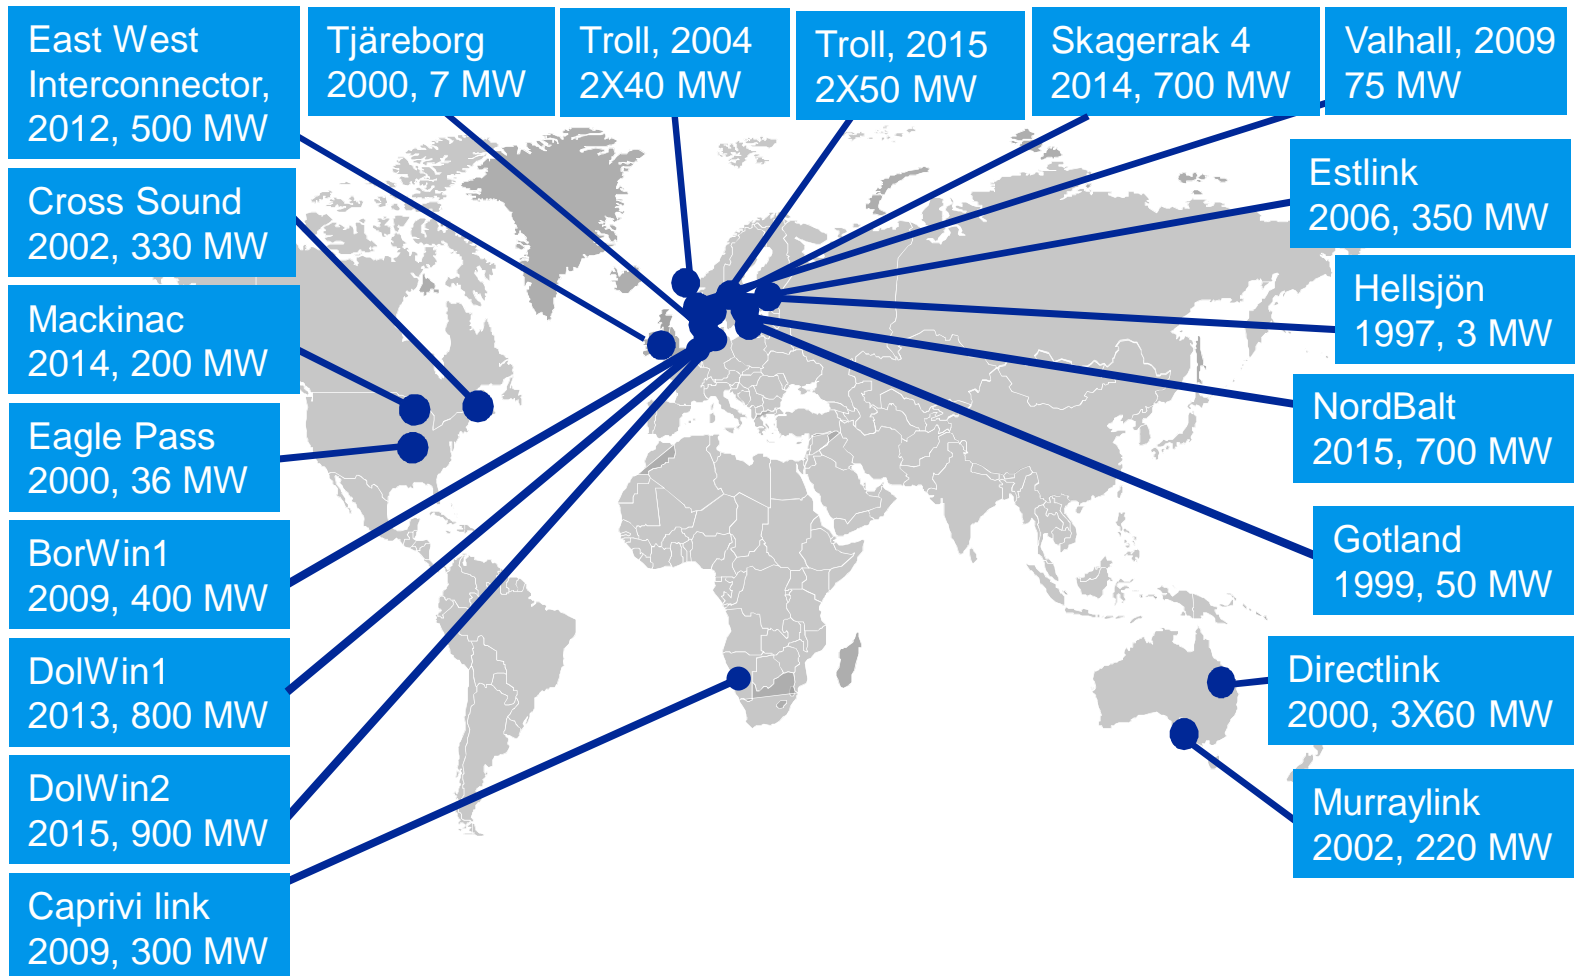 East West
Interconnector,
2012, 500 MW
Tjäreborg
2000, 7 MW
Troll, 2004
2X40 MW
Troll, 2015
2X50 MW
Skagerrak 4
2014, 700 MW
Valhall, 2009
75 MW
Cross Sound
2002, 330 MW
Mackinac
2014, 200 MW
Eagle Pass
2000, 36 MW
BorWin1
2009, 400 MW
DolWin1
2013, 800 MW
DolWin2
2015, 900 MW
Caprivi link
2009, 300 MW
Estlink
2006, 350 MW
Hellsjön
1997, 3 MW
NordBalt
2015, 700 MW
Gotland
1999, 50 MW
Directlink
2000, 3X60 MW
Murraylink
2002, 220 MW